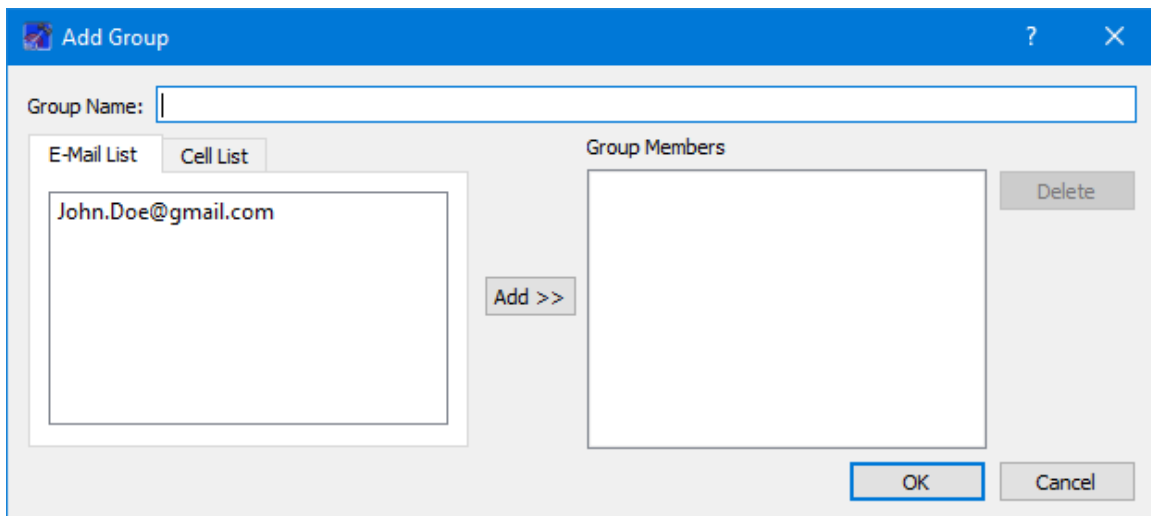 Add Group
?
Group Name:
E-Mail List
Cell List
Group Members
John.Doe@gmail.com
Delete
Add >>
OK
Cancel